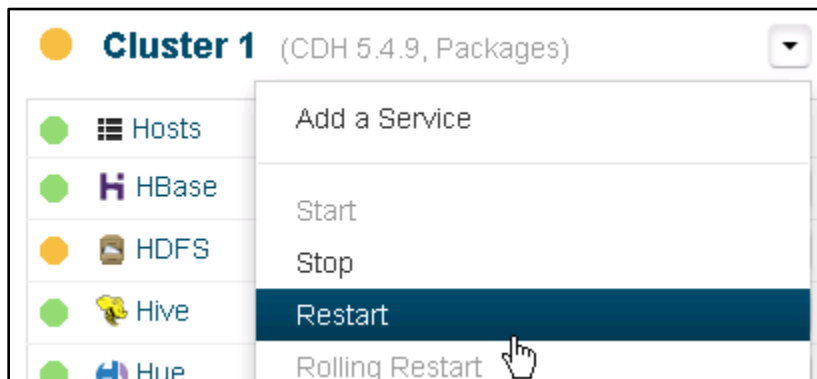 Cluster 1 (CDH 5.4.9, Packages)
Hosts
HBase
HDFS
Hive
Hue
Add a Service
Start
Stop
Restart
Rolling Restart